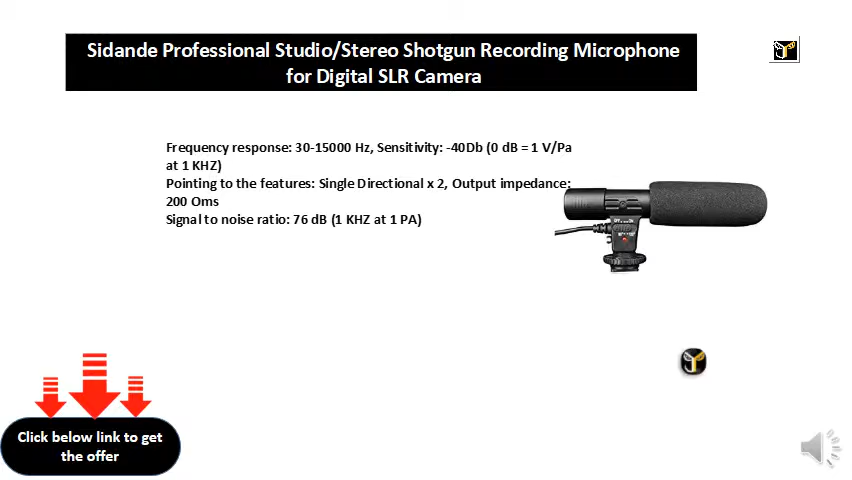 Sidande Professional Studio/Stereo Shotgun Recording Microphone
for Digital SLR Camera
Frequency response: 30-15000 Hz, Sensitivity: -40Db (0 dB = 1 V/Pa
at 1 KHZ)
Pointing to the features: Single Directional x 2, Output impedance:
200 Oms
Signal to noise ratio: 76 dB (1 KHZ at 1 PA)
Click below link to get
the offer